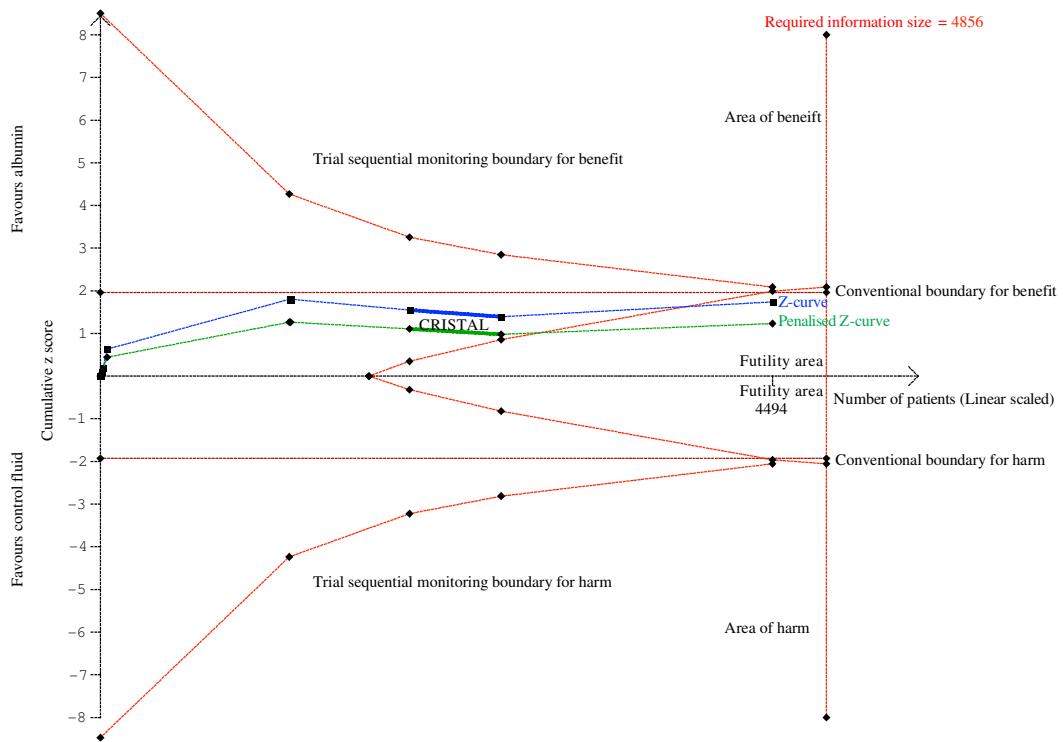 Required information size = 4856
8
7
Area of beneift
6
Favours albumin
5
Trial sequential monitoring boundary for benefit
4
3
2
Conventional boundary for benefit
Z-curve
Penalised Z-curve
CRISTAL
1
Futility area
Cumulative z score
Futility area
4494
Number of patients (Linear scaled)
-1
-2
Conventional boundary for harm
-3
Favours control fluid
-4
Trial sequential monitoring boundary for harm
-5
-6
Area of harm
-7
-8